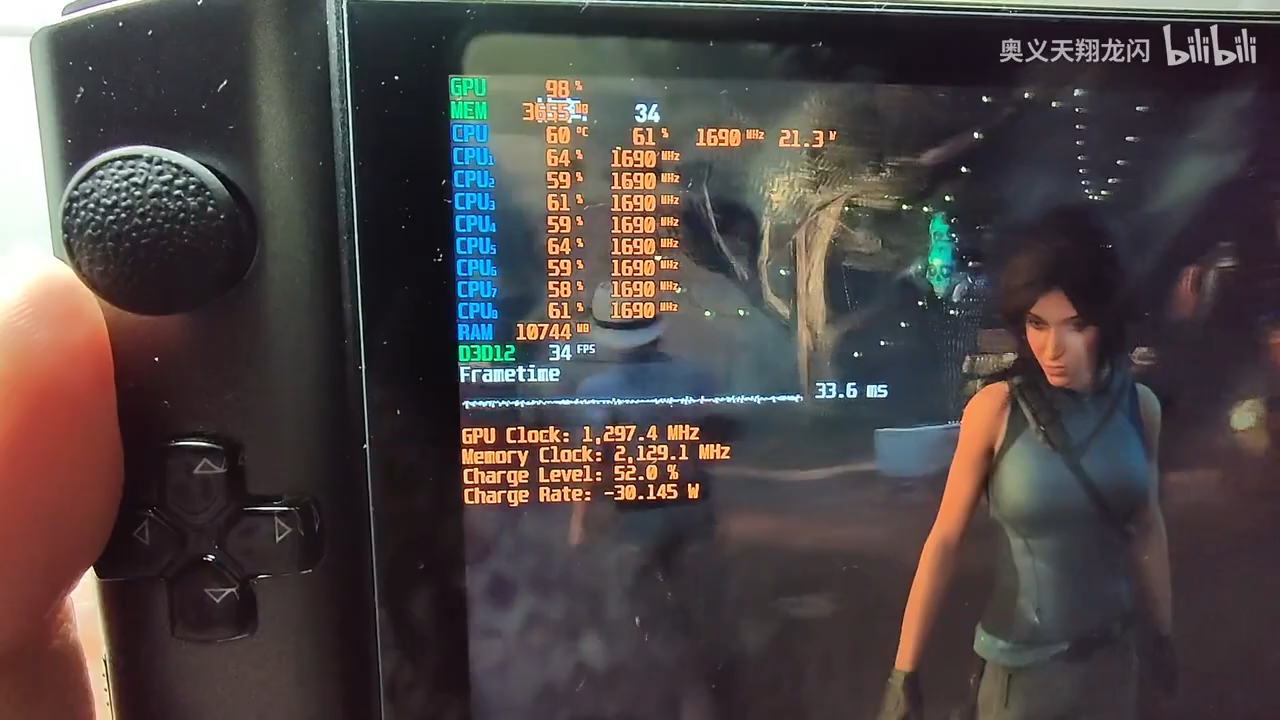 奥义天翔龙闪 bilibili
GPU 98 %
MEM 3655 MB 34
CPU 60 °C 61 % 1690 MHz 21.3 W
CPU1 64 % 1690 MHz
CPU2 59 % 1690 MHz
CPU3 61 % 1690 MHz
CPU4 59 % 1690 MHz
CPU5 64 % 1690 MHz
CPU6 59 % 1690 MHz
CPU7 58 % 1690 MHz
CPU8 61 % 1690 MHz
RAM 10744 MB
D3D12 34 FPS
Frametime
33.6 ms
GPU Clock: 1,297.4 MHz
Memory Clock: 2,129.1 MHz
Charge Level: 52.0 %
Charge Rate: -30.145 W